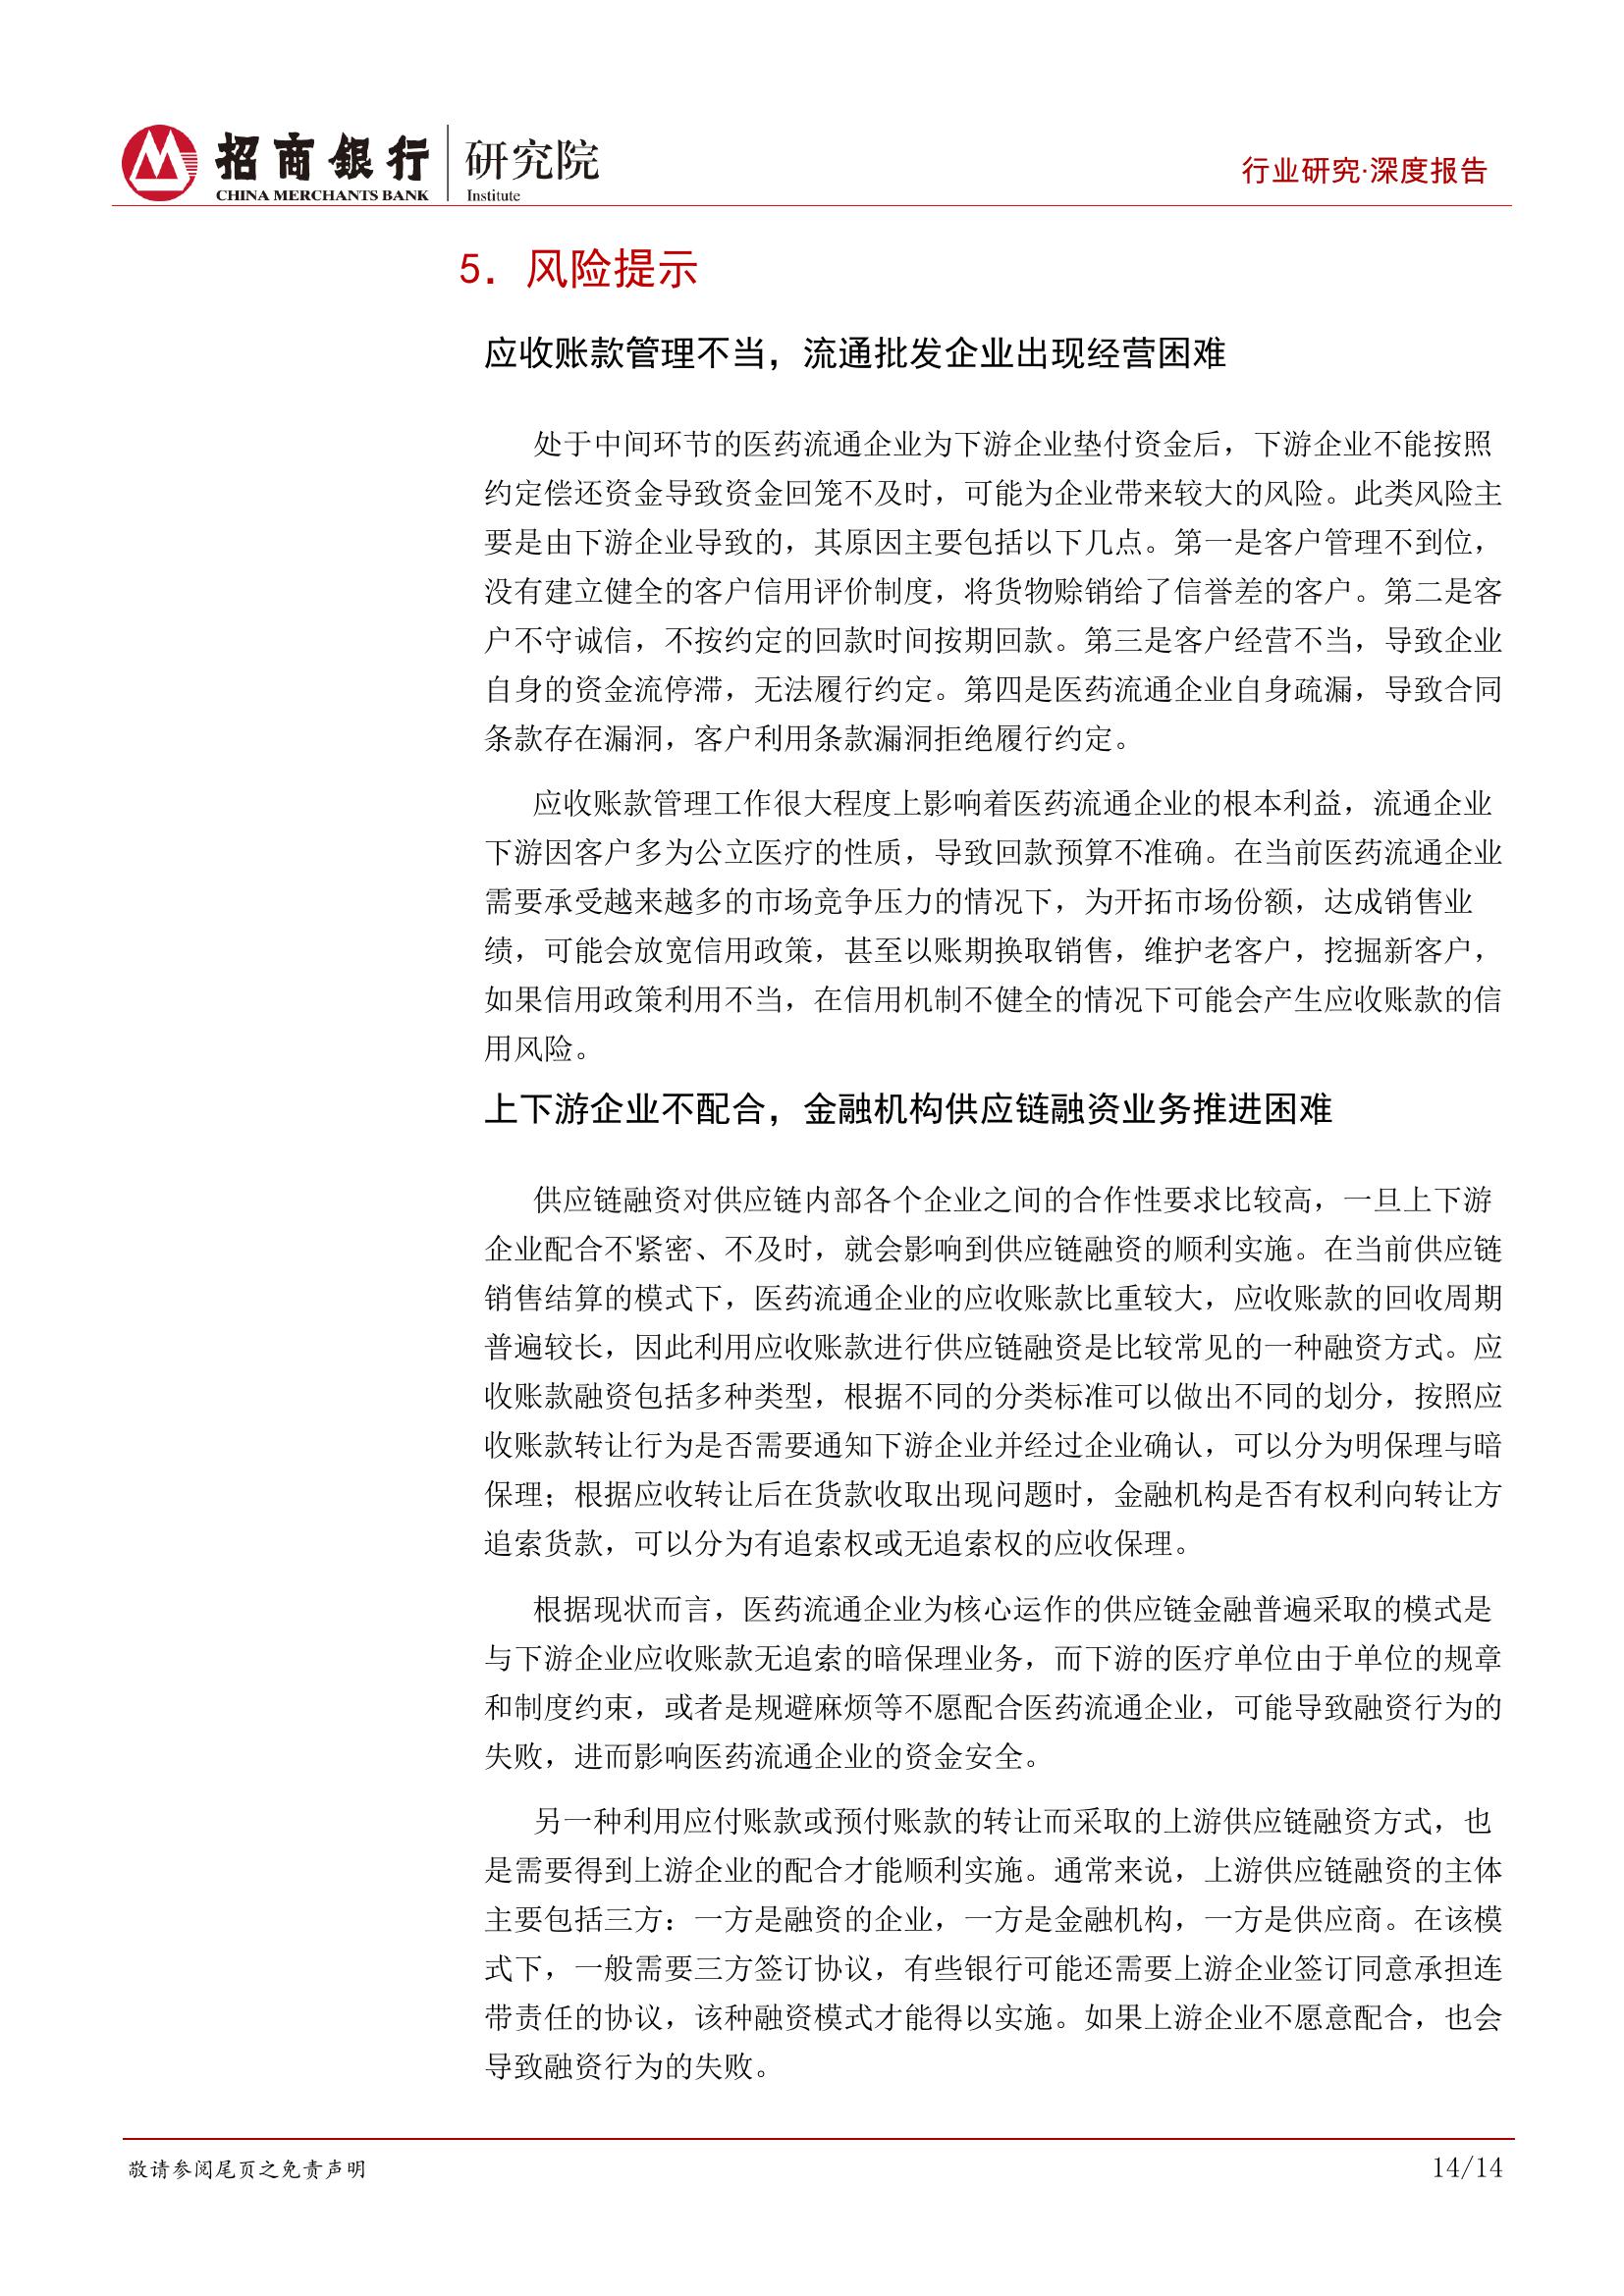 招商银行
CHINA MERCHANTS BANK
研究院
Institute
行业研究·深度报告
5. 风险提示
应收账款管理不当，流通批发企业出现经营困难
处于中间环节的医药流通企业为下游企业垫付资金后，下游企业不能按照
约定偿还资金导致资金回笼不及时，可能为企业带来较大的风险。此类风险主
要是由下游企业导致的，其原因主要包括以下几点。第一是客户管理不到位，
没有建立健全的客户信用评价制度，将货物赊销给了信誉差的客户。第二是客
户不守诚信，不按约定的回款时间按期回款。第三是客户经营不当，导致企业
自身的资金流停滞，无法履行约定。第四是医药流通企业自身疏漏，导致合同
条款存在漏洞，客户利用条款漏洞拒绝履行约定。
应收账款管理工作很大程度上影响着医药流通企业的根本利益，流通企业
下游因客户多为公立医疗的性质，导致回款预算不准确。在当前医药流通企业
需要承受越来越多的市场竞争压力的情况下，为开拓市场份额，达成销售业
绩，可能会放宽信用政策，甚至以账期换取销售，维护老客户，挖掘新客户，
如果信用政策利用不当，在信用机制不健全的情况下可能会产生应收账款的信
用风险。
上下游企业不配合，金融机构供应链融资业务推进困难
供应链融资对供应链内部各个企业之间的合作性要求比较高，一旦上下游
企业配合不紧密、不及时，就会影响到供应链融资的顺利实施。在当前供应链
销售结算的模式下，医药流通企业的应收账款比重较大，应收账款的回收周期
普遍较长，因此利用应收账款进行供应链融资是比较常见的一种融资方式。应
收账款融资包括多种类型，根据不同的分类标准可以做出不同的划分，按照应
收账款转让行为是否需要通知下游企业并经过企业确认，可以分为明保理与暗
保理；根据应收转让后在货款收取出现问题时，金融机构是否有权利向转让方
追索货款，可以分为有追索权或无追索权的应收保理。
根据现状而言，医药流通企业为核心运作的供应链金融普遍采取的模式是
与下游企业应收账款无追索的暗保理业务，而下游的医疗单位由于单位的规章
和制度约束，或者是规避麻烦等不愿配合医药流通企业，可能导致融资行为的
失败，进而影响医药流通企业的资金安全。
另一种利用应付账款或预付账款的转让而采取的上游供应链融资方式，也
是需要得到上游企业的配合才能顺利实施。通常来说，上游供应链融资的主体
主要包括三方：一方是融资的企业，一方是金融机构，一方是供应商。在该模
式下，一般需要三方签订协议，有些银行可能还需要上游企业签订同意承担连
带责任的协议，该种融资模式才能得以实施。如果上游企业不愿意配合，也会
导致融资行为的失败。
敬请参阅尾页之免责声明
14/14